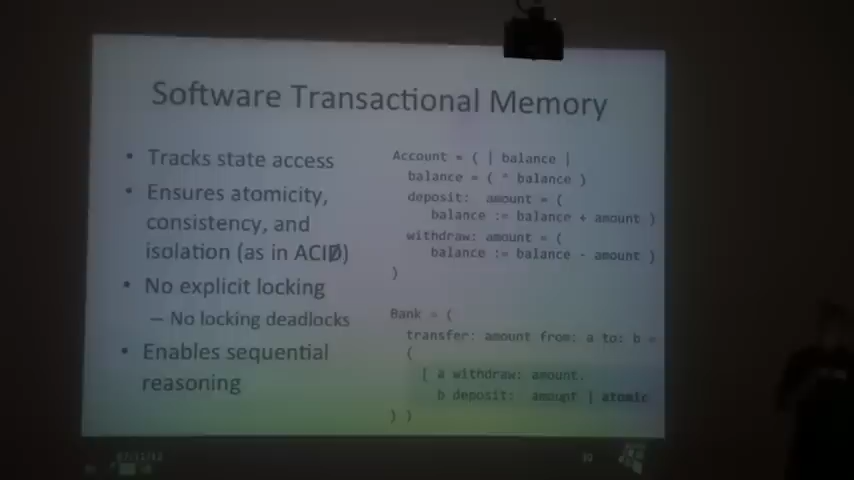 Software Transactional Memory
• Tracks state access
• Ensures atomicity,
consistency, and
isolation (as in ACID)
• No explicit locking
– No locking deadlocks
• Enables sequential
reasoning
Account = ( | balance |
balance = ( ^ balance )
deposit: amount = (
balance := balance + amount )
withdraw: amount = (
balance := balance - amount )
)
Bank = (
transfer: amount from: a to: b =
(
[ a withdraw: amount.
b deposit: amount ] atomic
) )